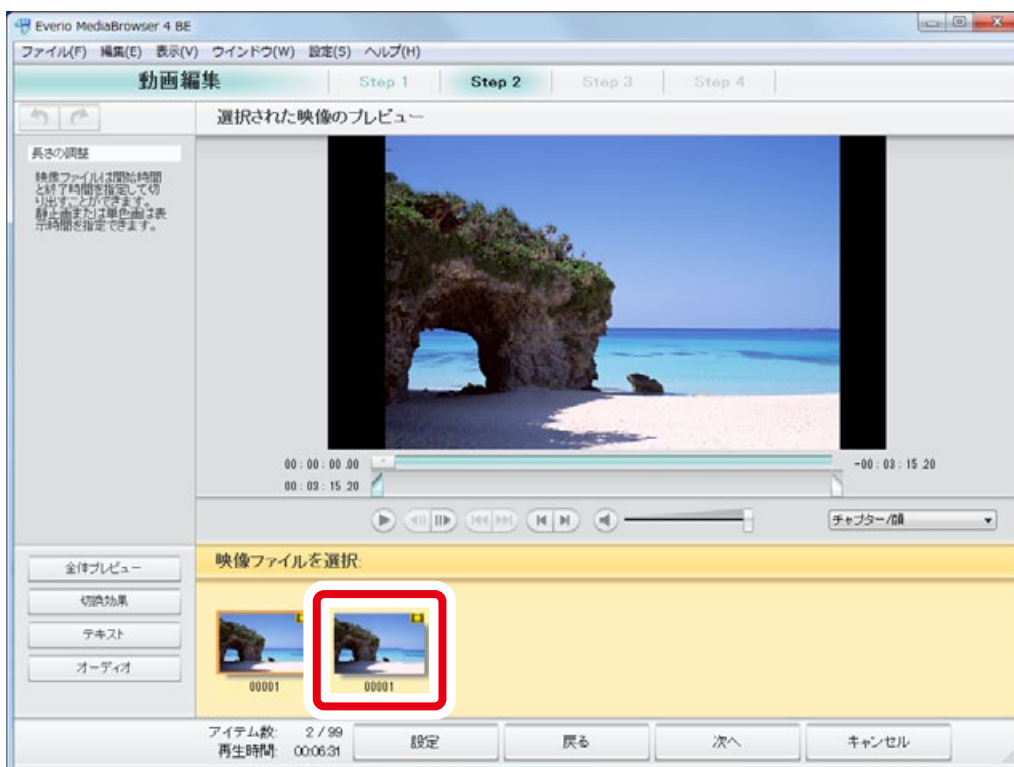 Everio MediaBrowser 4 BE
ファイル(F) 編集(E) 表示(V) ウインドウ(W) 設定(S) ヘルプ(H)
動画編集 Step 1 Step 2 Step 3 Step 4
選択された映像のプレビュー
長さの調整
映像ファイルは開始時間
と終了時間を指定して切
り出すことができます。
静止画または単色画は表
示時間を指定できます。
00 : 00 : 00 .00
-00 : 03 : 15 .20
00 : 03 : 15 .20
チャプター/顔
全体プレビュー
切換効果
テキスト
オーディオ
映像ファイルを選択:
00001 00001
アイテム数: 2 / 99
再生時間: 00:06:31
設定 戻る 次へ キャンセル